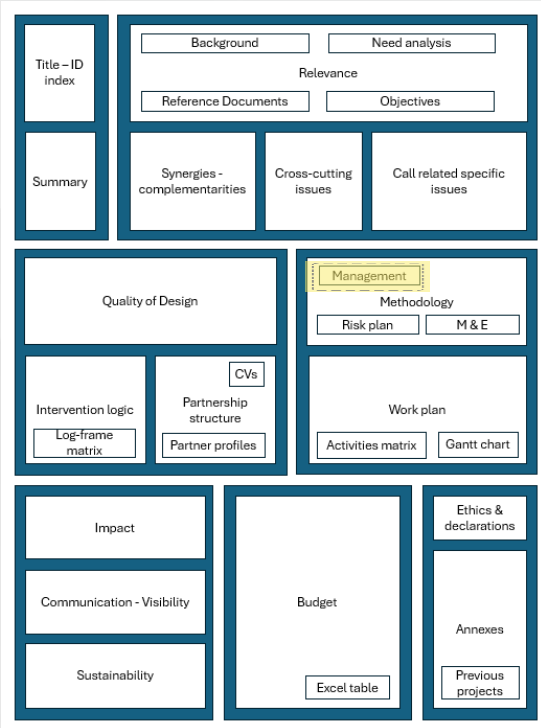 Title – ID
index
Background
Need analysis
Relevance
Reference Documents
Objectives
Summary
Synergies -
complementarities
Cross-cutting
issues
Call related specific
issues
Quality of Design
Management
Methodology
Risk plan
M & E
Intervention logic
Log-frame
matrix
CVs
Partnership
structure
Partner profiles
Work plan
Activities matrix
Gantt chart
Impact
Communication - Visibility
Sustainability
Budget
Excel table
Ethics &
declarations
Annexes
Previous
projects